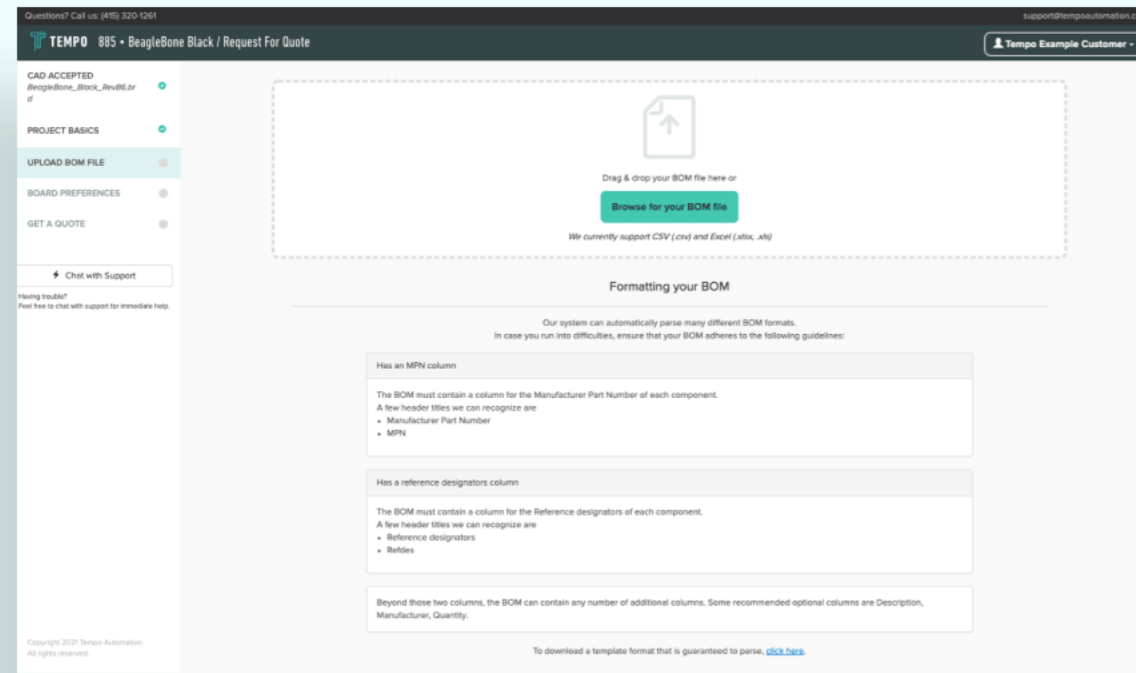 Questions? Call us: (415) 320-1261
support@tempoautomation.c
TEMPO 885 • BeagleBone Black / Request For Quote
Tempo Example Customer
CAD ACCEPTED
BeagleBone_Black_RevB6.br
d
PROJECT BASICS
UPLOAD BOM FILE
BOARD PREFERENCES
GET A QUOTE
Chat with Support
Having trouble?
Feel free to chat with support for immediate help.
Drag & drop your BOM file here or
Browse for your BOM file
We currently support CSV (.csv) and Excel (.xlsx, .xls)
Formatting your BOM
Our system can automatically parse many different BOM formats.
In case you run into difficulties, ensure that your BOM adheres to the following guidelines:
Has an MPN column
The BOM must contain a column for the Manufacturer Part Number of each component.
A few header titles we can recognize are
• Manufacturer Part Number
• MPN
Has a reference designators column
The BOM must contain a column for the Reference designators of each component.
A few header titles we can recognize are
• Reference designators
• Refdes
Beyond those two columns, the BOM can contain any number of additional columns. Some recommended optional columns are Description,
Manufacturer, Quantity.
To download a template format that is guaranteed to parse, click here.
Copyright 2021 Tempo Automation.
All rights reserved.